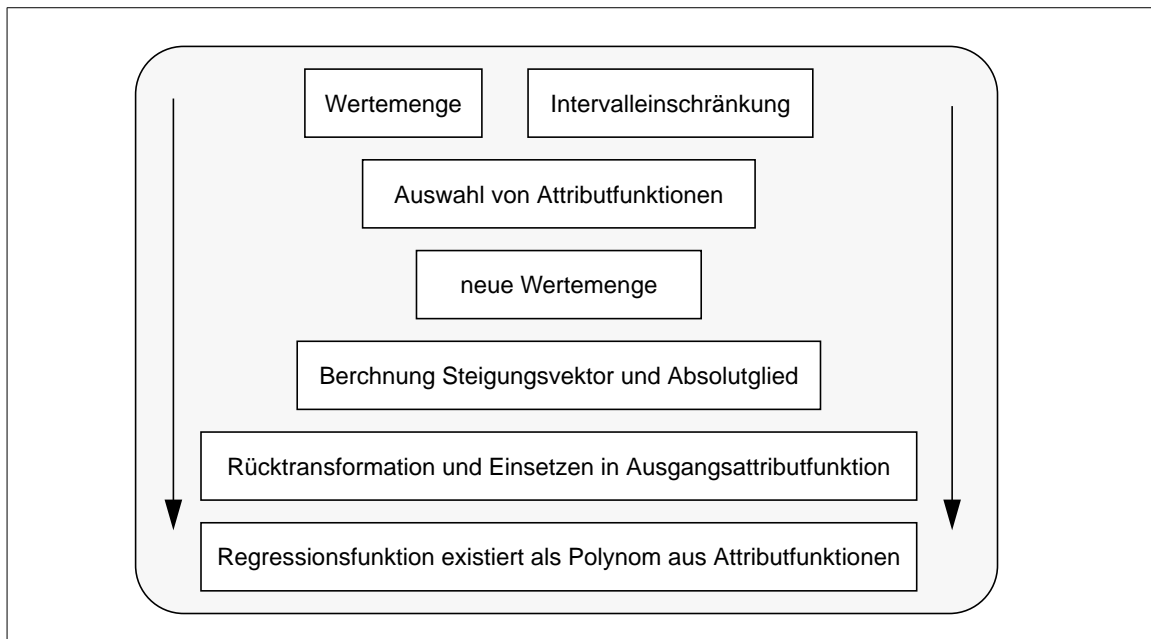 Wertemenge
Intervalleinschränkung
Auswahl von Attributfunktionen
neue Wertemenge
Berchnung Steigungsvektor und Absolutglied
Rücktransformation und Einsetzen in Ausgangsattributfunktion
Regressionsfunktion existiert als Polynom aus Attributfunktionen